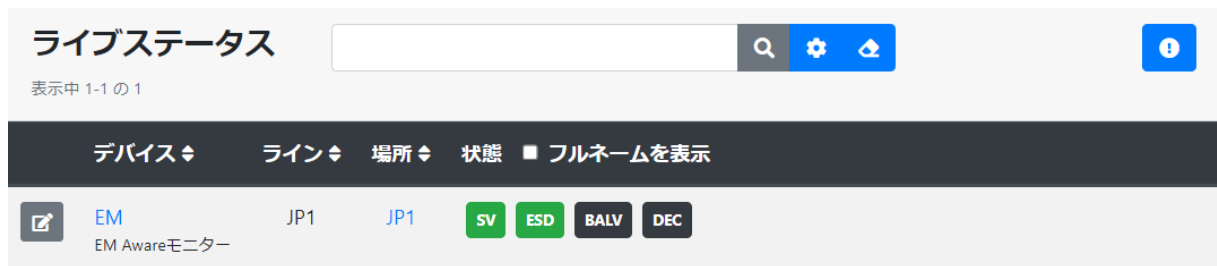 ライブステータス
表示中 1-1 の 1
デバイス ライン 場所 状態 フルネームを表示
EM JP1 JP1 SV ESD BALV DEC
EM Awareモニター